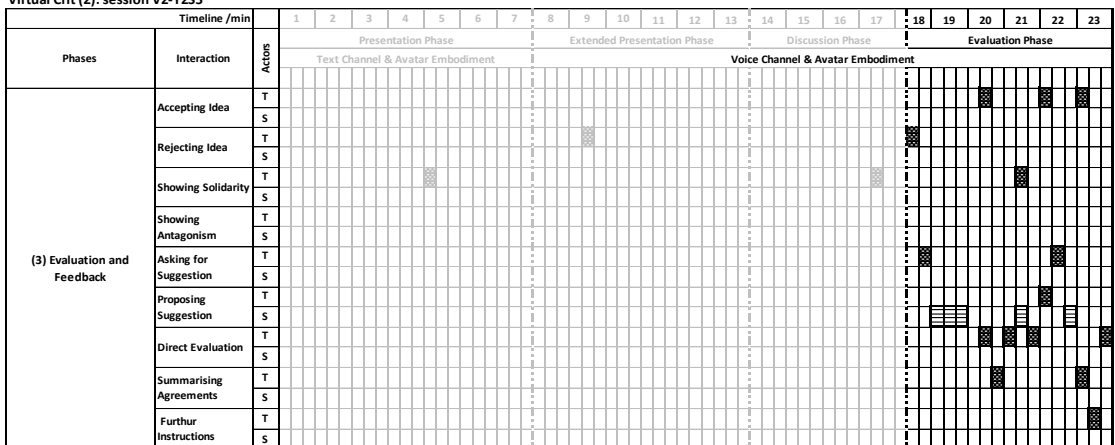 Virtual Crit (2): session V2-T2S5
Timeline /min 1 2 3 4 5 6 7 8 9 10 11 12 13 14 15 16 17 18 19 20 21 22 23
Phases Interaction Actors Presentation Phase Extended Presentation Phase Discussion Phase Evaluation Phase
Text Channel & Avatar Embodiment Voice Channel & Avatar Embodiment
(3) Evaluation and Feedback
Accepting Idea T
S
Rejecting Idea T
S
Showing Solidarity T
S
Showing Antagonism T
S
Asking for Suggestion T
S
Proposing Suggestion T
S
Direct Evaluation T
S
Summarising Agreements T
S
Furthur Instructions T
S